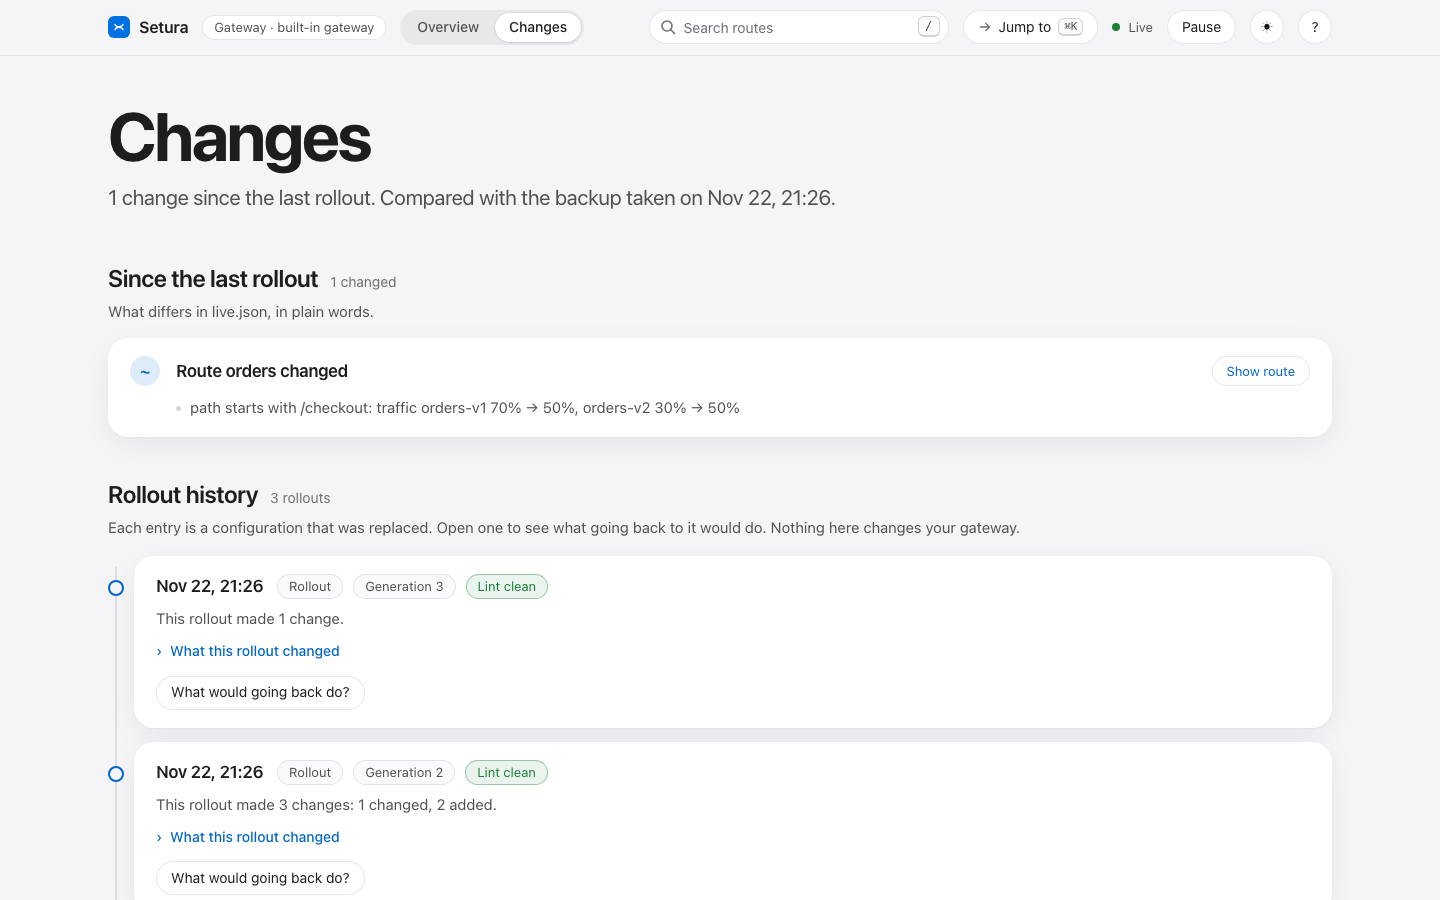 Setura
Gateway · built-in gateway
Overview
Changes
Search routes
/
→ Jump to ⌘K
Live
Pause
?
Changes
1 change since the last rollout. Compared with the backup taken on Nov 22, 21:26.
Since the last rollout 1 changed
What differs in live.json, in plain words.
~ Route orders changed
Show route
path starts with /checkout: traffic orders-v1 70% → 50%, orders-v2 30% → 50%
Rollout history 3 rollouts
Each entry is a configuration that was replaced. Open one to see what going back to it would do. Nothing here changes your gateway.
Nov 22, 21:26 Rollout Generation 3 Lint clean
This rollout made 1 change.
› What this rollout changed
What would going back do?
Nov 22, 21:26 Rollout Generation 2 Lint clean
This rollout made 3 changes: 1 changed, 2 added.
› What this rollout changed
What would going back do?